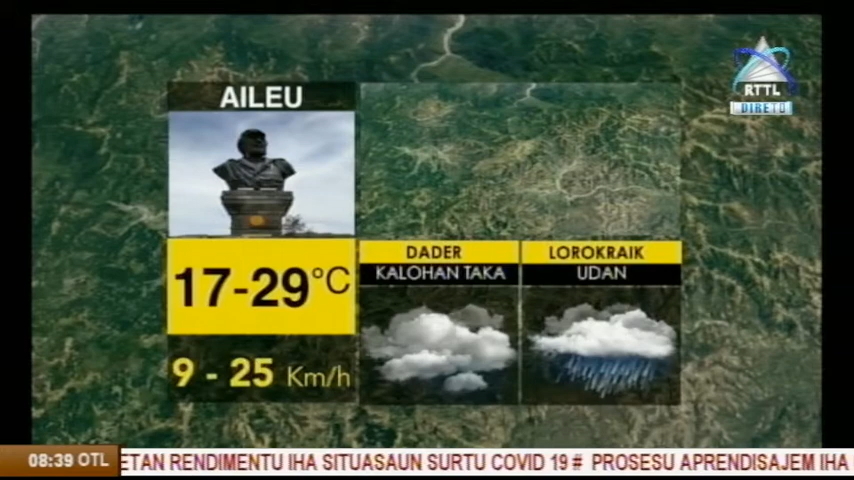 RTTL
DIRETO
AILEU
17-29°C
9 - 25 Km/h
DADER
KALOHAN TAKA
LOROKRAIK
UDAN
08:39 OTL
ETAN RENDIMENTU IHA SITUASAUN SURTU COVID 19 # PROSESU APRENDISAJEM IHA